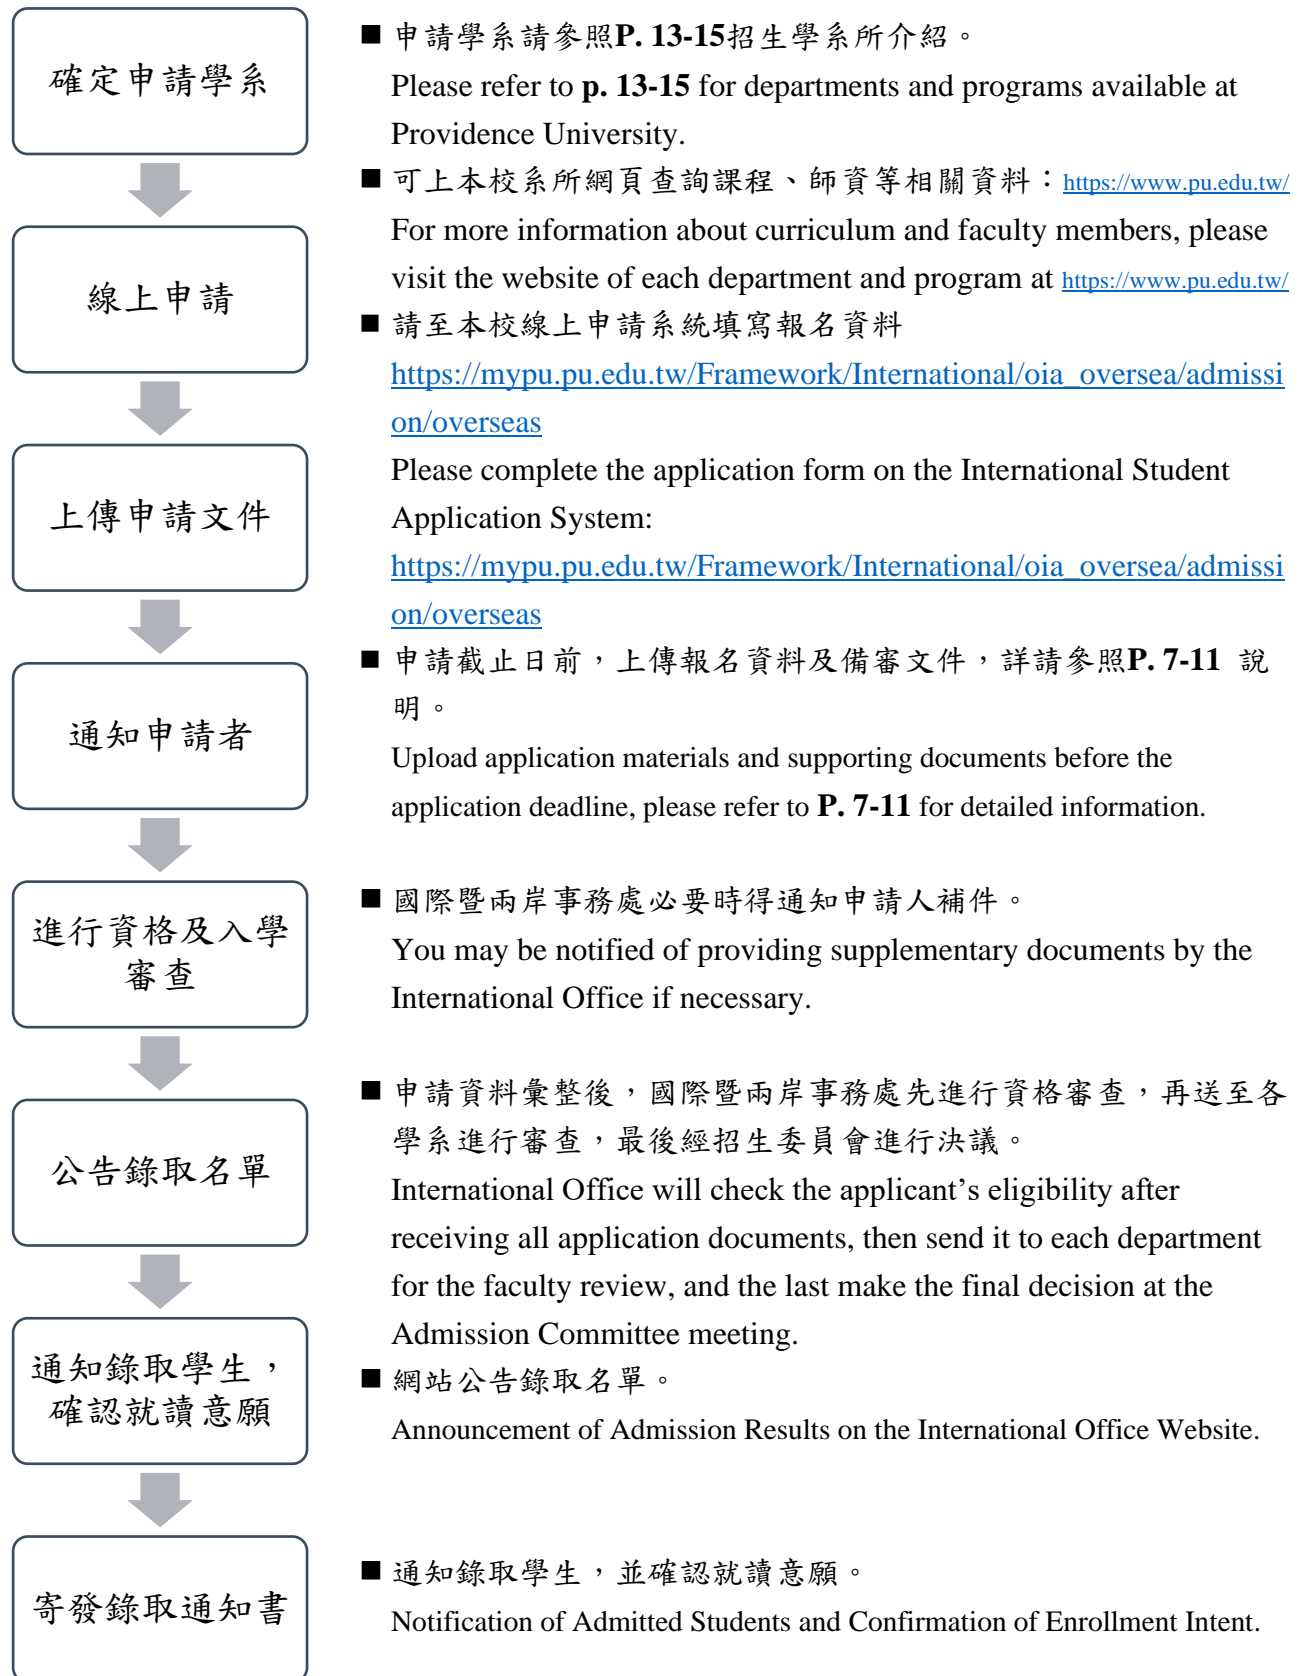 確定申請學系
線上申請
上傳申請文件
通知申請者
進行資格及入學
審查
公告錄取名單
通知錄取學生，
確認就讀意願
寄發錄取通知書
■ 申請學系請參照P. 13-15招生學系所介紹。
Please refer to p. 13-15 for departments and programs available at
Providence University.
■ 可上本校系所網頁查詢課程、師資等相關資料：https://www.pu.edu.tw/
For more information about curriculum and faculty members, please
visit the website of each department and program at https://www.pu.edu.tw/
■ 請至本校線上申請系統填寫報名資料
https://mypu.pu.edu.tw/Framework/International/oia_oversea/admissi
on/overseas
Please complete the application form on the International Student
Application System:
https://mypu.pu.edu.tw/Framework/International/oia_oversea/admissi
on/overseas
■ 申請截止日前，上傳報名資料及備審文件，詳請參照P. 7-11 說
明。
Upload application materials and supporting documents before the
application deadline, please refer to P. 7-11 for detailed information.
■ 國際暨兩岸事務處必要時得通知申請人補件。
You may be notified of providing supplementary documents by the
International Office if necessary.
■ 申請資料彙整後，國際暨兩岸事務處先進行資格審查，再送至各
學系進行審查，最後經招生委員會進行決議。
International Office will check the applicant’s eligibility after
receiving all application documents, then send it to each department
for the faculty review, and the last make the final decision at the
Admission Committee meeting.
■ 網站公告錄取名單。
Announcement of Admission Results on the International Office Website.
■ 通知錄取學生，並確認就讀意願。
Notification of Admitted Students and Confirmation of Enrollment Intent.